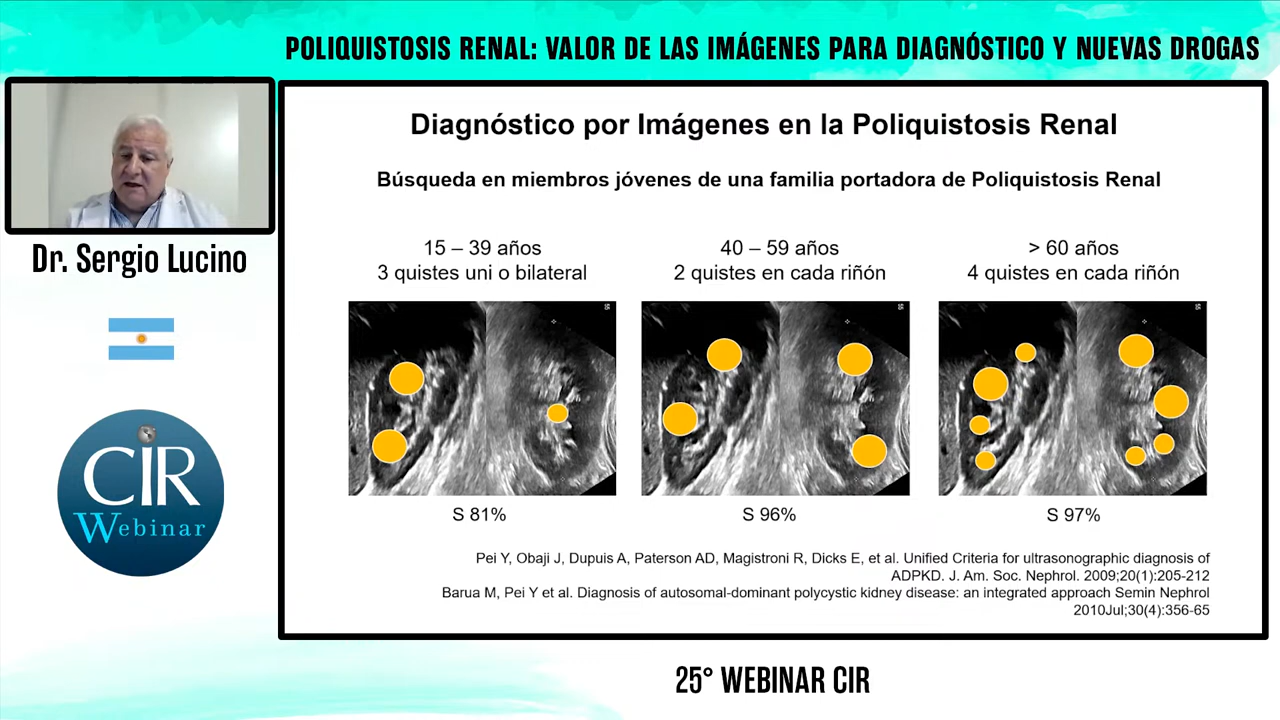 POLIQUISTOSIS RENAL: VALOR DE LAS IMÁGENES PARA DIAGNÓSTICO Y NUEVAS DROGAS
Dr. Sergio Lucino
CIR
Webinar
Diagnóstico por Imágenes en la Poliquistosis Renal
Búsqueda en miembros jóvenes de una familia portadora de Poliquistosis Renal
15 – 39 años
3 quistes uni o bilateral
S 81%
40 – 59 años
2 quistes en cada riñón
S 96%
> 60 años
4 quistes en cada riñón
S 97%
Pei Y, Obaji J, Dupuis A, Paterson AD, Magistroni R, Dicks E, et al. Unified Criteria for ultrasonographic diagnosis of
ADPKD. J. Am. Soc. Nephrol. 2009;20(1):205-212
Barua M, Pei Y et al. Diagnosis of autosomal-dominant polycystic kidney disease: an integrated approach Semin Nephrol
2010Jul;30(4):356-65
25° WEBINAR CIR